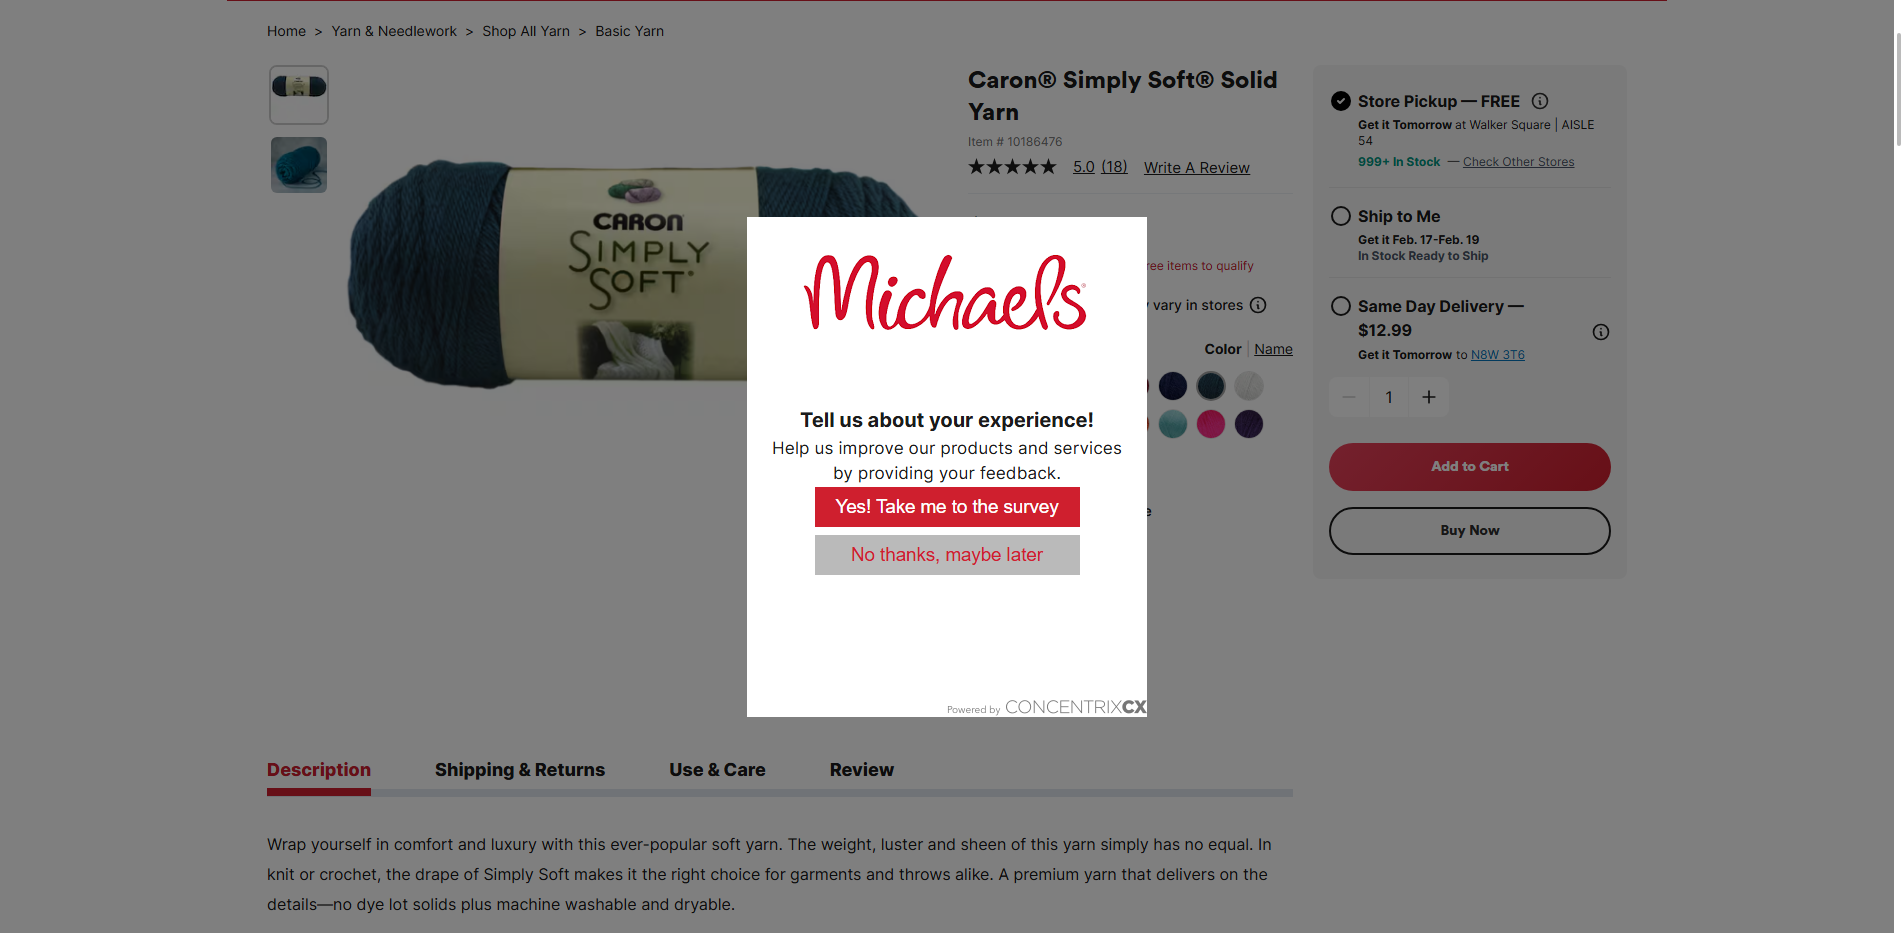 Home > Yarn & Needlework > Shop All Yarn > Basic Yarn
CARON
SIMPLY
SOFT®
Caron® Simply Soft® Solid
Yarn
Item # 10186476
★★★★★ 5.0 (18) Write A Review
ree items to qualify
vary in stores
Color | Name
Store Pickup — FREE
Get it Tomorrow at Walker Square | AISLE
54
999+ In Stock — Check Other Stores
Ship to Me
Get it Feb. 17-Feb. 19
In Stock Ready to Ship
Same Day Delivery —
$12.99
Get it Tomorrow to N8W 3T6
— 1 +
Add to Cart
Buy Now
Michaels®
Tell us about your experience!
Help us improve our products and services
by providing your feedback.
Yes! Take me to the survey
No thanks, maybe later
Powered by CONCENTRIXCX
Description Shipping & Returns Use & Care Review
Wrap yourself in comfort and luxury with this ever-popular soft yarn. The weight, luster and sheen of this yarn simply has no equal. In
knit or crochet, the drape of Simply Soft makes it the right choice for garments and throws alike. A premium yarn that delivers on the
details—no dye lot solids plus machine washable and dryable.